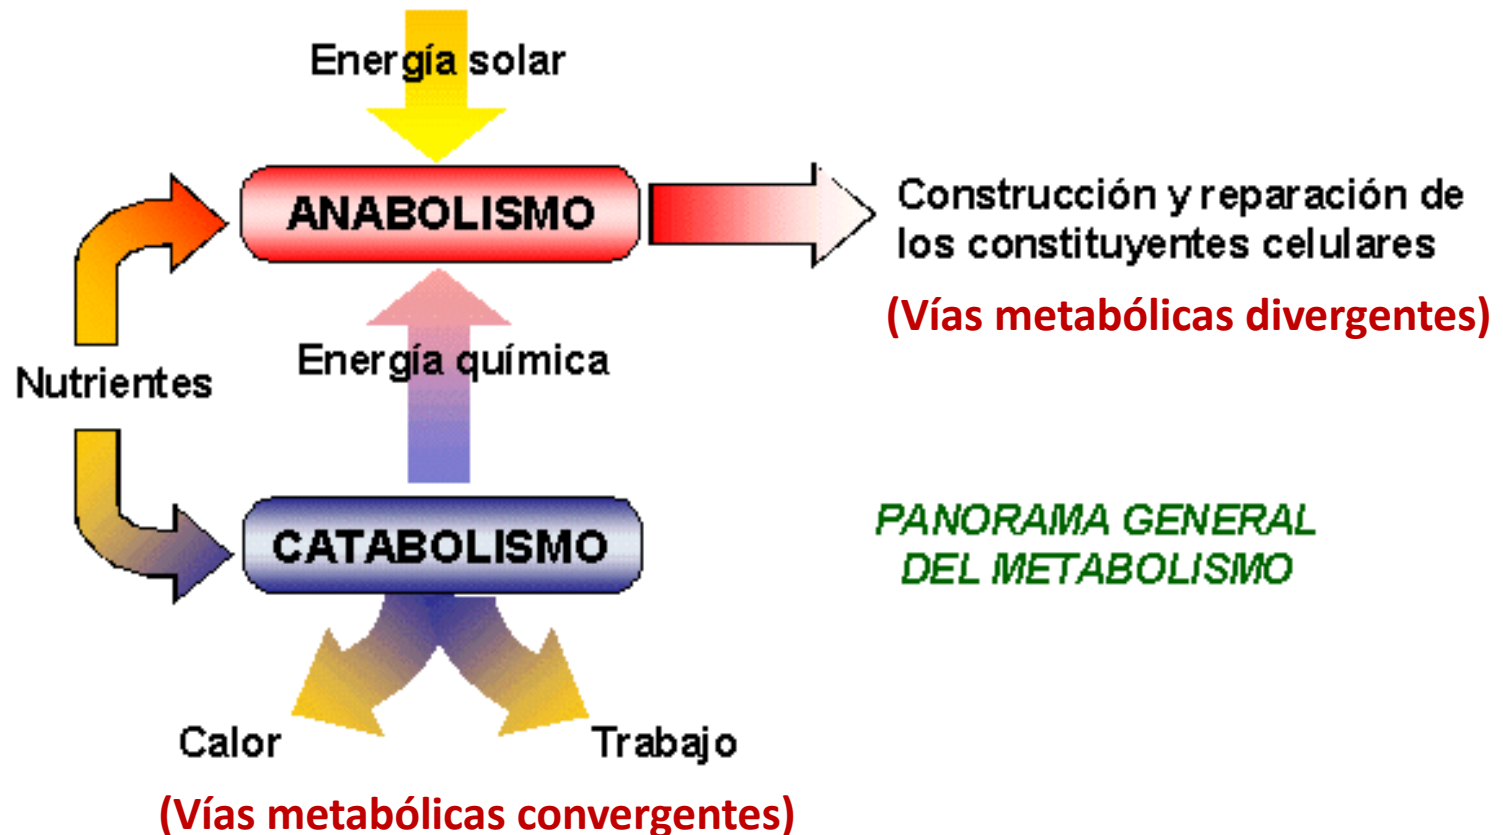 Energía solar
ANABOLISMO
Construcción y reparación de
los constituyentes celulares
(Vías metabólicas divergentes)
Energía química
Nutrientes
CATABOLISMO
PANORAMA GENERAL
DEL METABOLISMO
Calor
Trabajo
(Vías metabólicas convergentes)